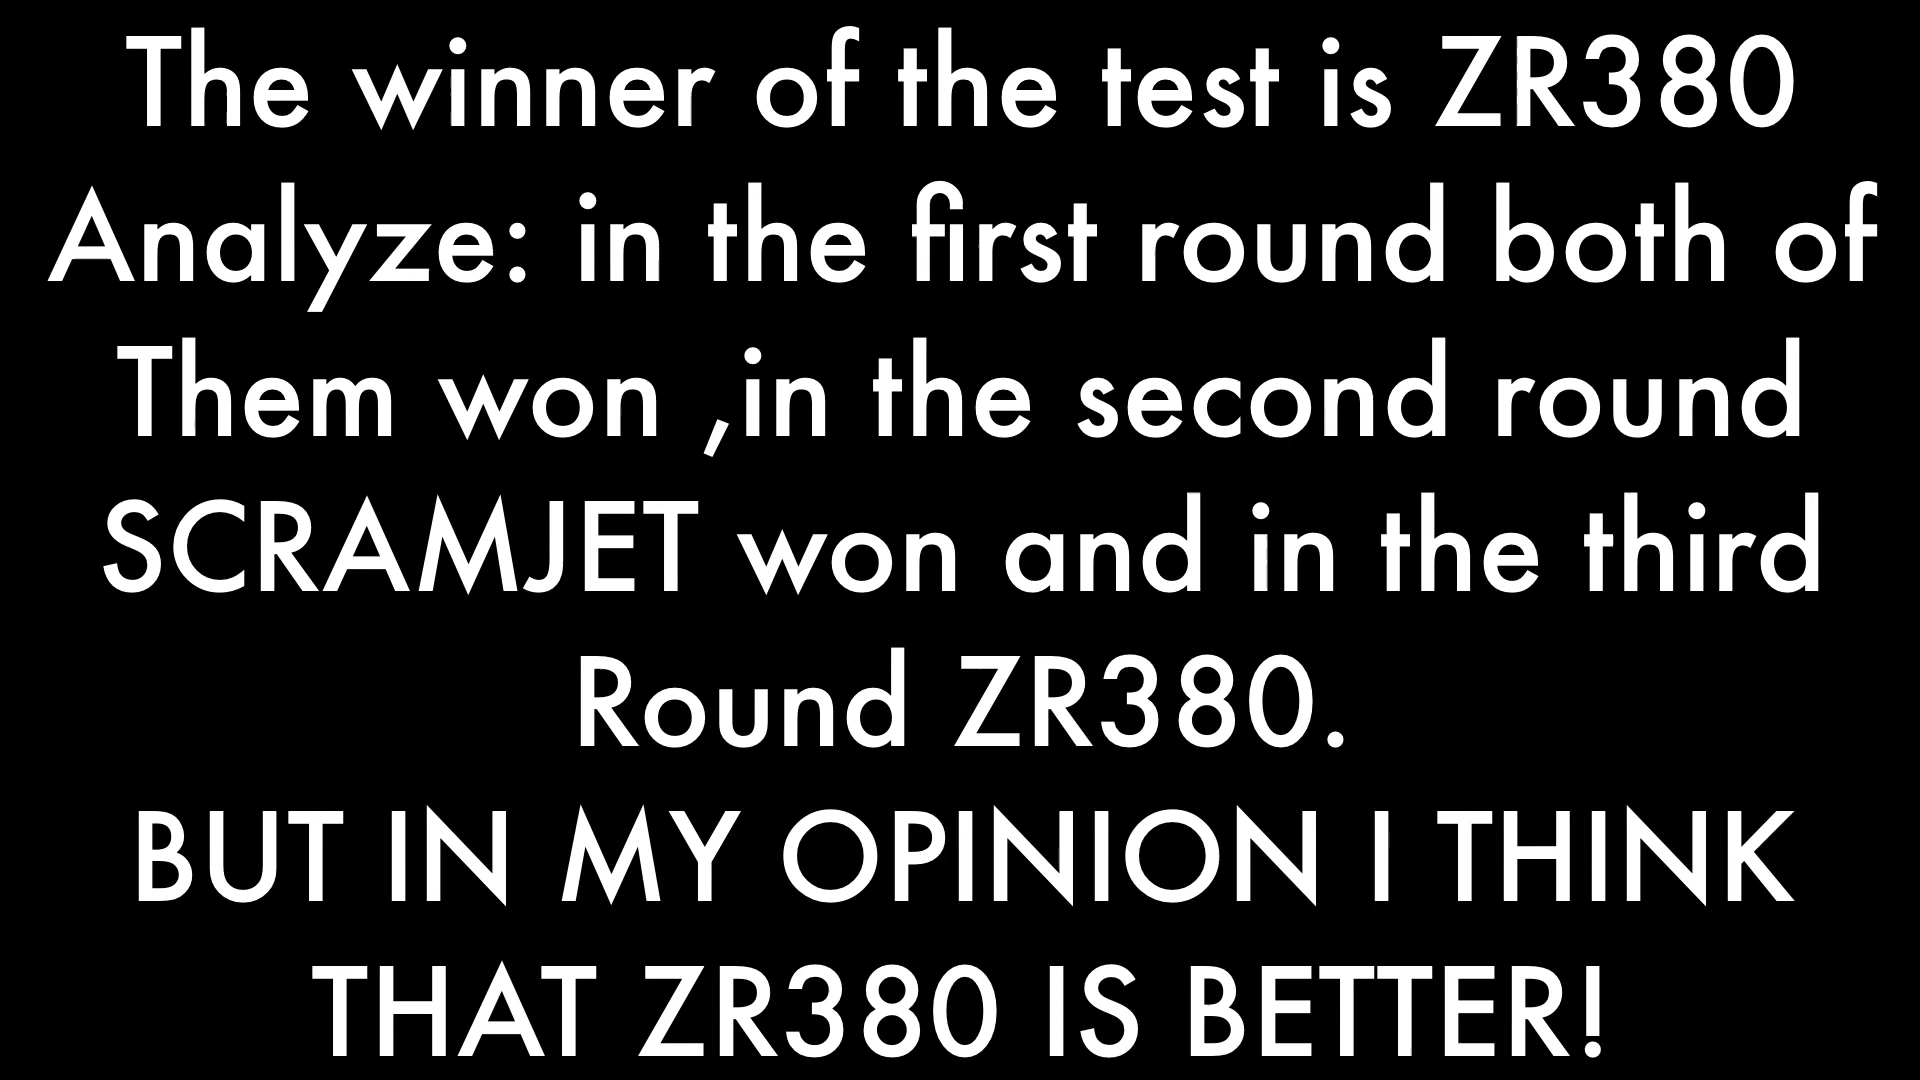 The winner of the test is ZR380
Analyze: in the first round both of
Them won ,in the second round
SCRAMJET won and in the third
Round ZR380.
BUT IN MY OPINION I THINK
THAT ZR380 IS BETTER!